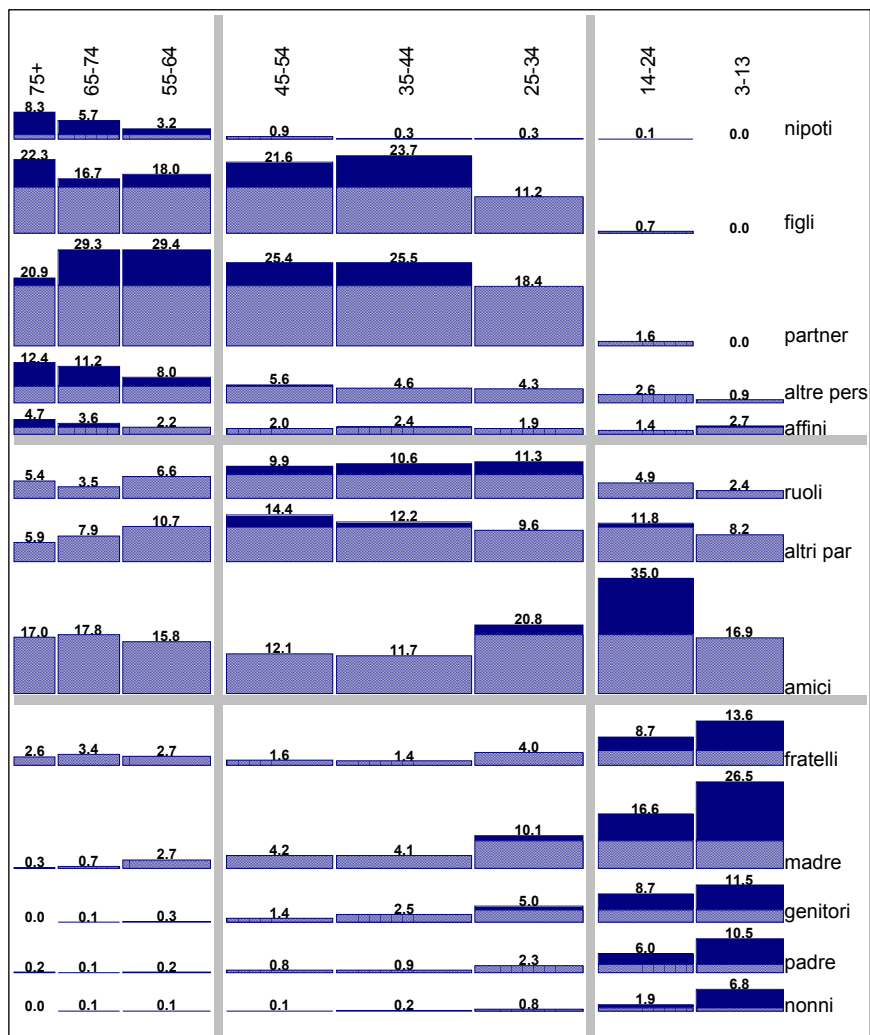 75+ 65-74 55-64 45-54 35-44 25-34 14-24 3-13
8.3 5.7 3.2 0.9 0.3 0.3 0.1 0.0 nipoti
22.3 16.7 18.0 21.6 23.7 11.2 0.7 0.0 figli
20.9 29.3 29.4 25.4 25.5 18.4 1.6 0.0 partner
12.4 11.2 8.0 5.6 4.6 4.3 2.6 0.9 altre pers
4.7 3.6 2.2 2.0 2.4 1.9 1.4 2.7 affini
5.4 3.5 6.6 9.9 10.6 11.3 4.9 2.4 ruoli
5.9 7.9 10.7 14.4 12.2 9.6 11.8 8.2 altri par
17.0 17.8 15.8 12.1 11.7 20.8 35.0 16.9 amici
2.6 3.4 2.7 1.6 1.4 4.0 8.7 13.6 fratelli
0.3 0.7 2.7 4.2 4.1 10.1 16.6 26.5 madre
0.0 0.1 0.3 1.4 2.5 5.0 8.7 11.5 genitori
0.2 0.1 0.2 0.8 0.9 2.3 6.0 10.5 padre
0.0 0.1 0.1 0.1 0.2 0.8 1.9 6.8 nonni